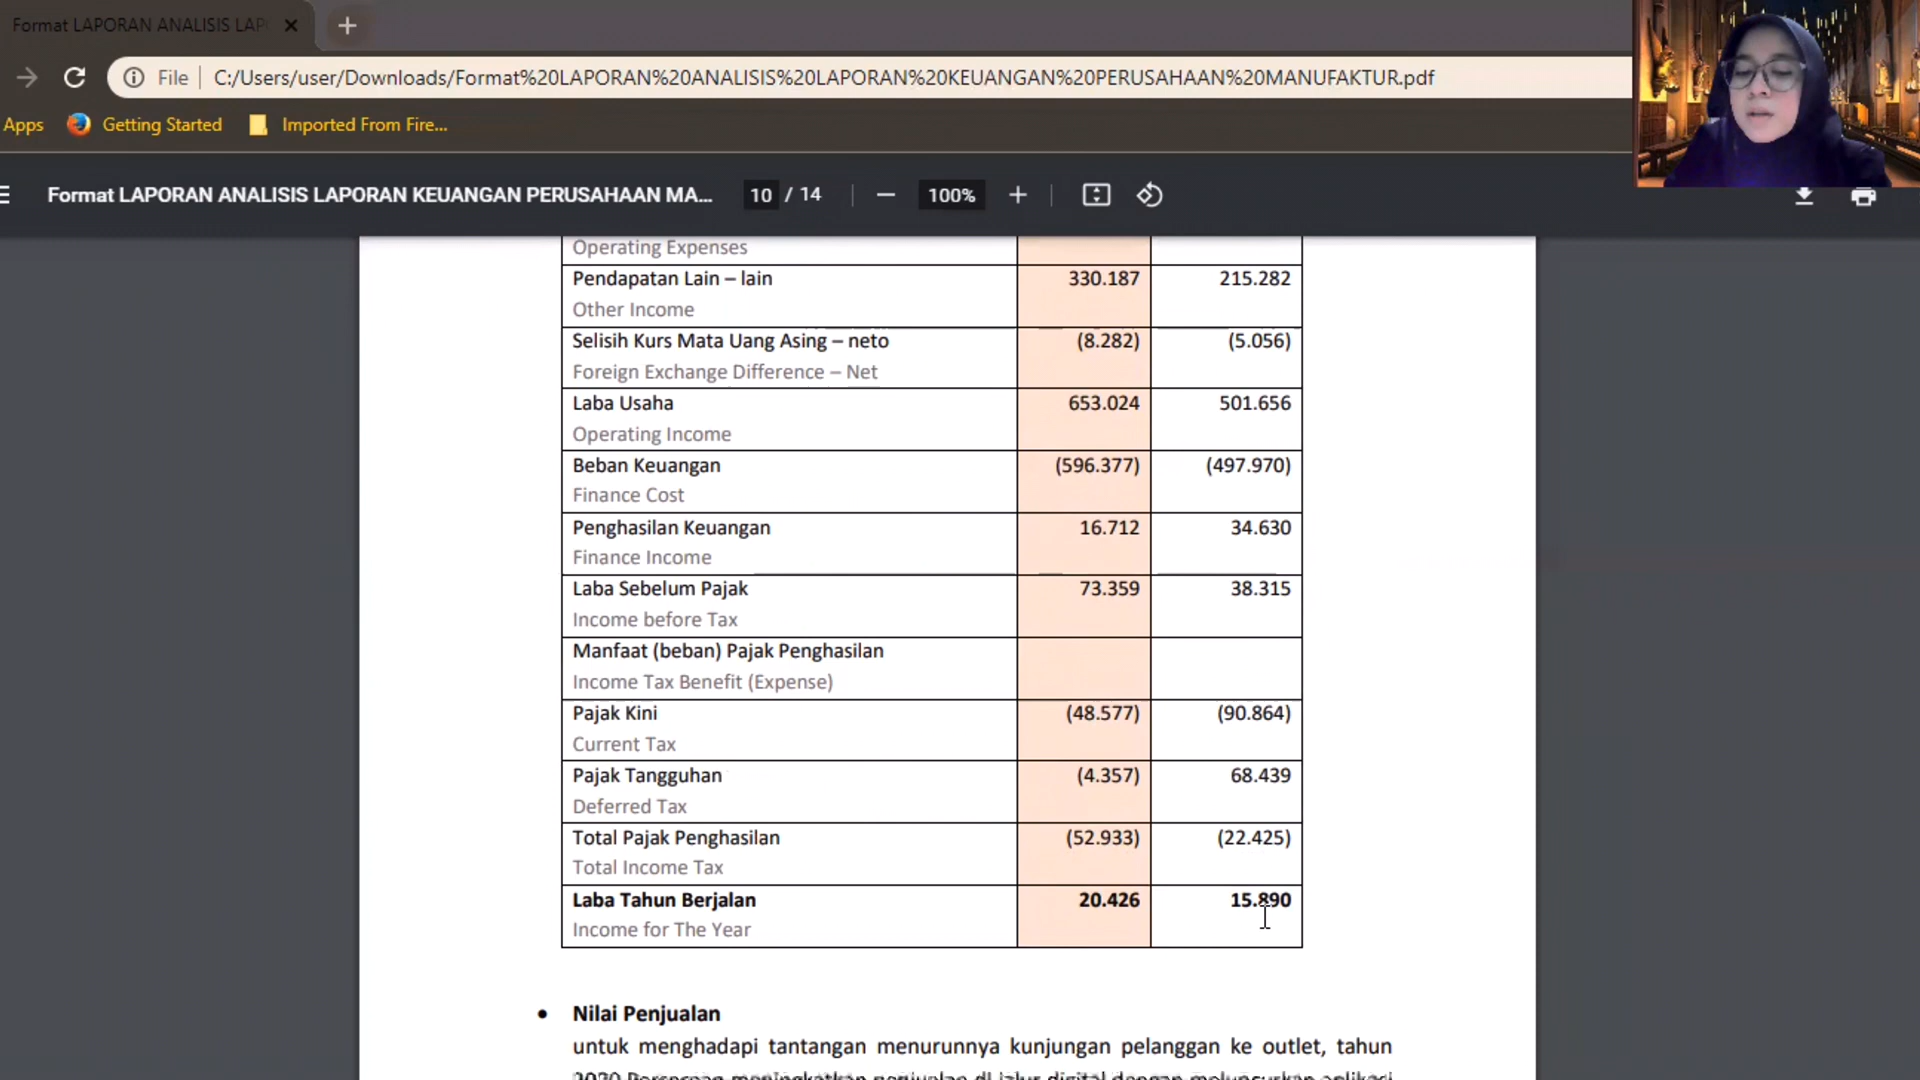 Format LAPORAN ANALISIS LAP
File C:/Users/user/Downloads/Format%20LAPORAN%20ANALISIS%20LAPORAN%20KEUANGAN%20PERUSAHAAN%20MANUFAKTUR.pdf
Apps Getting Started Imported From Fire...
Format LAPORAN ANALISIS LAPORAN KEUANGAN PERUSAHAAN MA... 10 / 14 100%
Operating Expenses
Pendapatan Lain – lain 330.187 215.282
Other Income
Selisih Kurs Mata Uang Asing – neto (8.282) (5.056)
Foreign Exchange Difference – Net
Laba Usaha 653.024 501.656
Operating Income
Beban Keuangan (596.377) (497.970)
Finance Cost
Penghasilan Keuangan 16.712 34.630
Finance Income
Laba Sebelum Pajak 73.359 38.315
Income before Tax
Manfaat (beban) Pajak Penghasilan
Income Tax Benefit (Expense)
Pajak Kini (48.577) (90.864)
Current Tax
Pajak Tangguhan (4.357) 68.439
Deferred Tax
Total Pajak Penghasilan (52.933) (22.425)
Total Income Tax
Laba Tahun Berjalan 20.426 15.890
Income for The Year
• Nilai Penjualan
untuk menghadapi tantangan menurunnya kunjungan pelanggan ke outlet, tahun